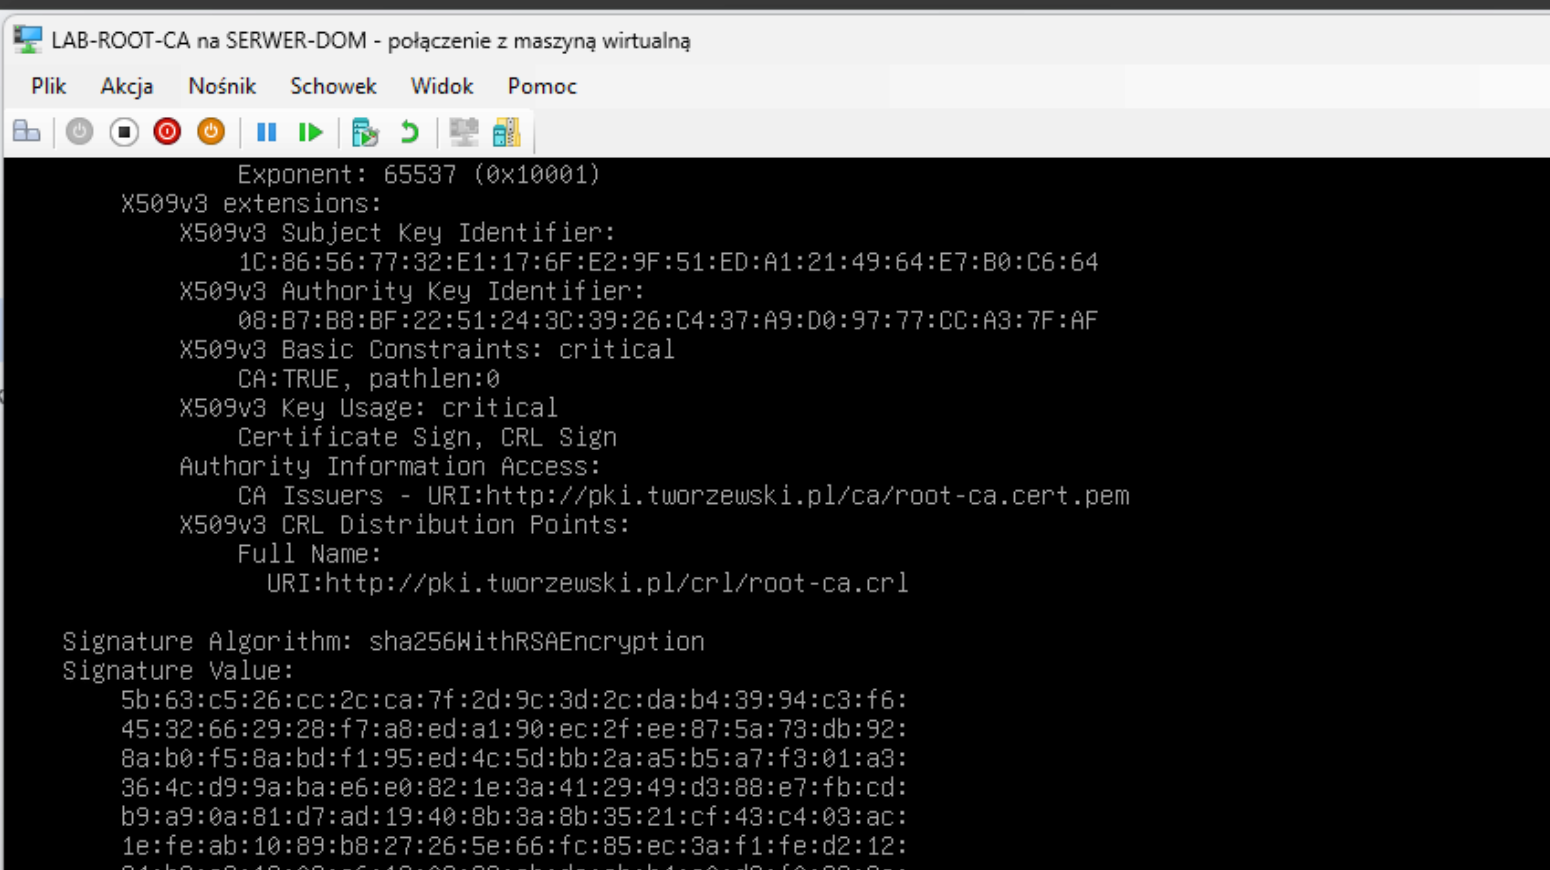 LAB-ROOT-CA na SERWER-DOM - połączenie z maszyną wirtualną
Plik Akcja Nośnik Schowek Widok Pomoc
Exponent: 65537 (0x10001)
X509v3 extensions:
X509v3 Subject Key Identifier:
1C:86:56:77:32:E1:17:6F:E2:9F:51:ED:A1:21:49:64:E7:B0:C6:64
X509v3 Authority Key Identifier:
08:B7:B8:BF:22:51:24:3C:39:26:C4:37:A9:D0:97:77:CC:A3:7F:AF
X509v3 Basic Constraints: critical
CA:TRUE, pathlen:0
X509v3 Key Usage: critical
Certificate Sign, CRL Sign
Authority Information Access:
CA Issuers - URI:http://pki.tworzewski.pl/ca/root-ca.cert.pem
X509v3 CRL Distribution Points:
Full Name:
URI:http://pki.tworzewski.pl/crl/root-ca.crl
Signature Algorithm: sha256WithRSAEncryption
Signature Value:
5b:63:c5:26:cc:2c:ca:7f:2d:9c:3d:2c:da:b4:39:94:c3:f6:
45:32:66:29:28:f7:a8:ed:a1:90:ec:2f:ee:87:5a:73:db:92:
8a:b0:f5:8a:bd:f1:95:ed:4c:5d:bb:2a:a5:b5:a7:f3:01:a3:
36:4c:d9:9a:ba:e6:e0:82:1e:3a:41:29:49:d3:88:e7:fb:cd:
b9:a9:0a:81:d7:ad:19:40:8b:3a:8b:35:21:cf:43:c4:03:ac:
1e:fe:ab:10:89:b8:27:26:5e:66:fc:85:ec:3a:f1:fe:d2:12: